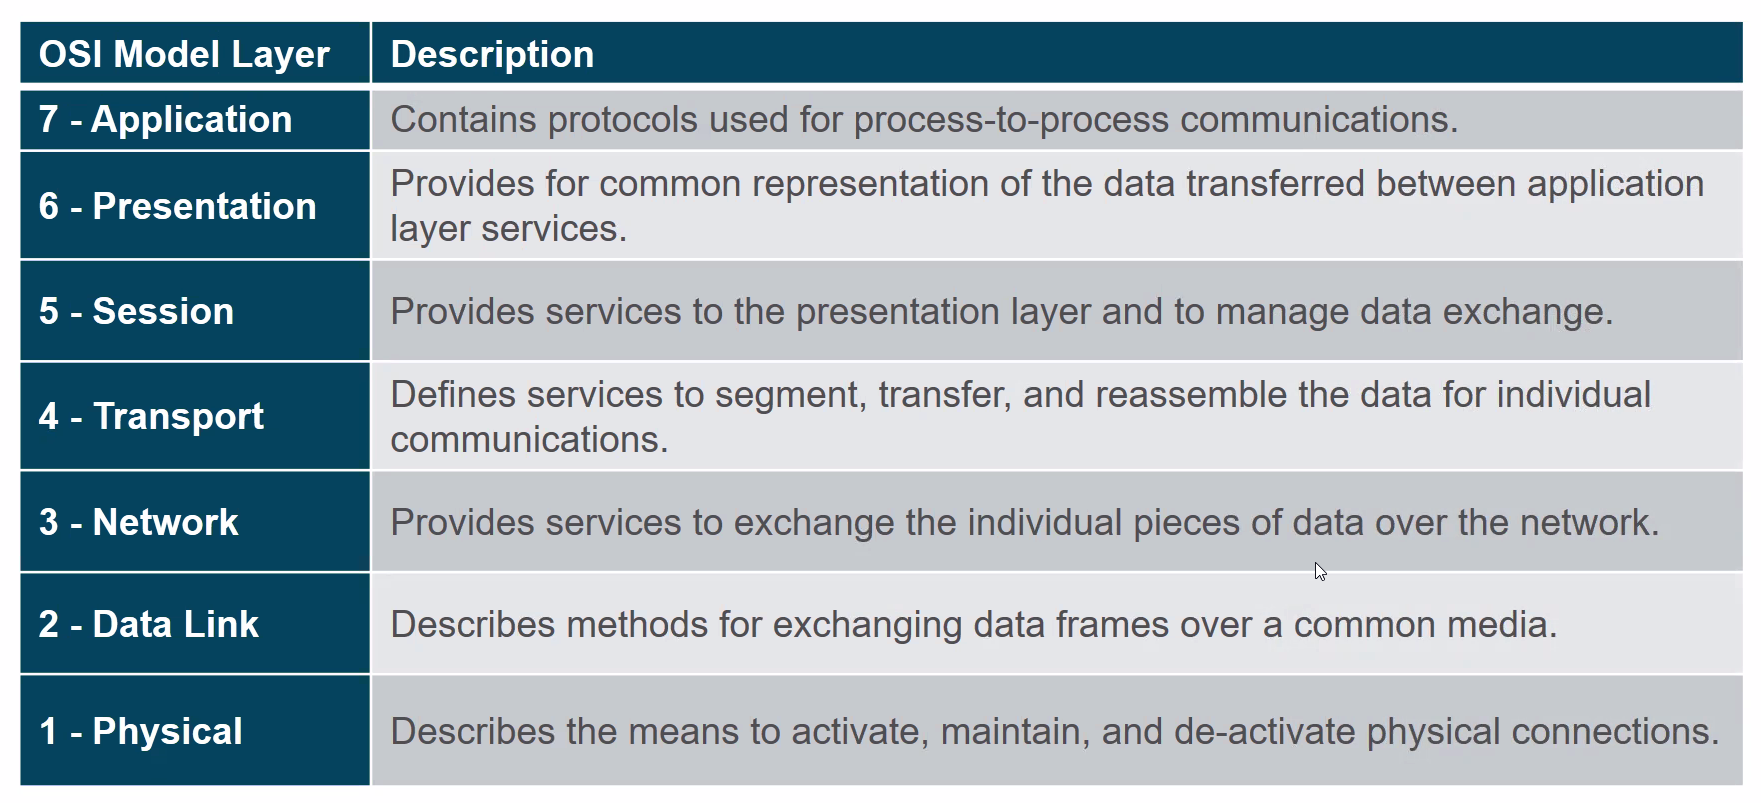 OSI Model Layer Description
7 - Application Contains protocols used for process-to-process communications.
6 - Presentation Provides for common representation of the data transferred between application
layer services.
5 - Session Provides services to the presentation layer and to manage data exchange.
4 - Transport Defines services to segment, transfer, and reassemble the data for individual
communications.
3 - Network Provides services to exchange the individual pieces of data over the network.
2 - Data Link Describes methods for exchanging data frames over a common media.
1 - Physical Describes the means to activate, maintain, and de-activate physical connections.